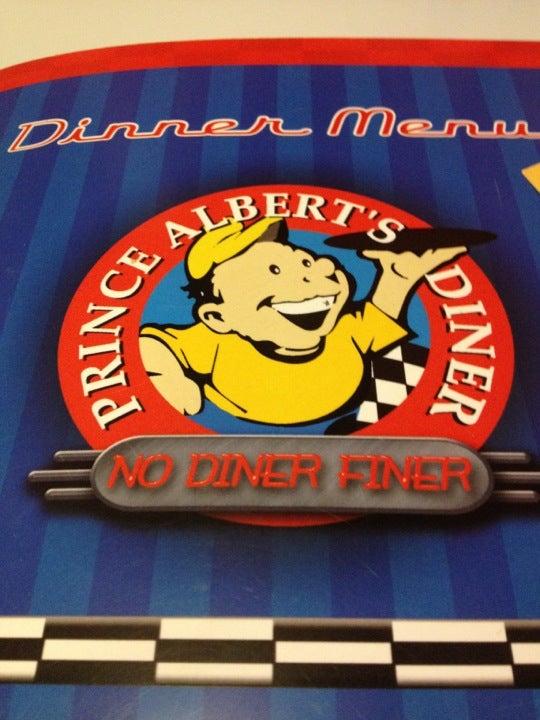 Dinner Menu
PRINCE ALBERT'S DINER
NO DINER FINER